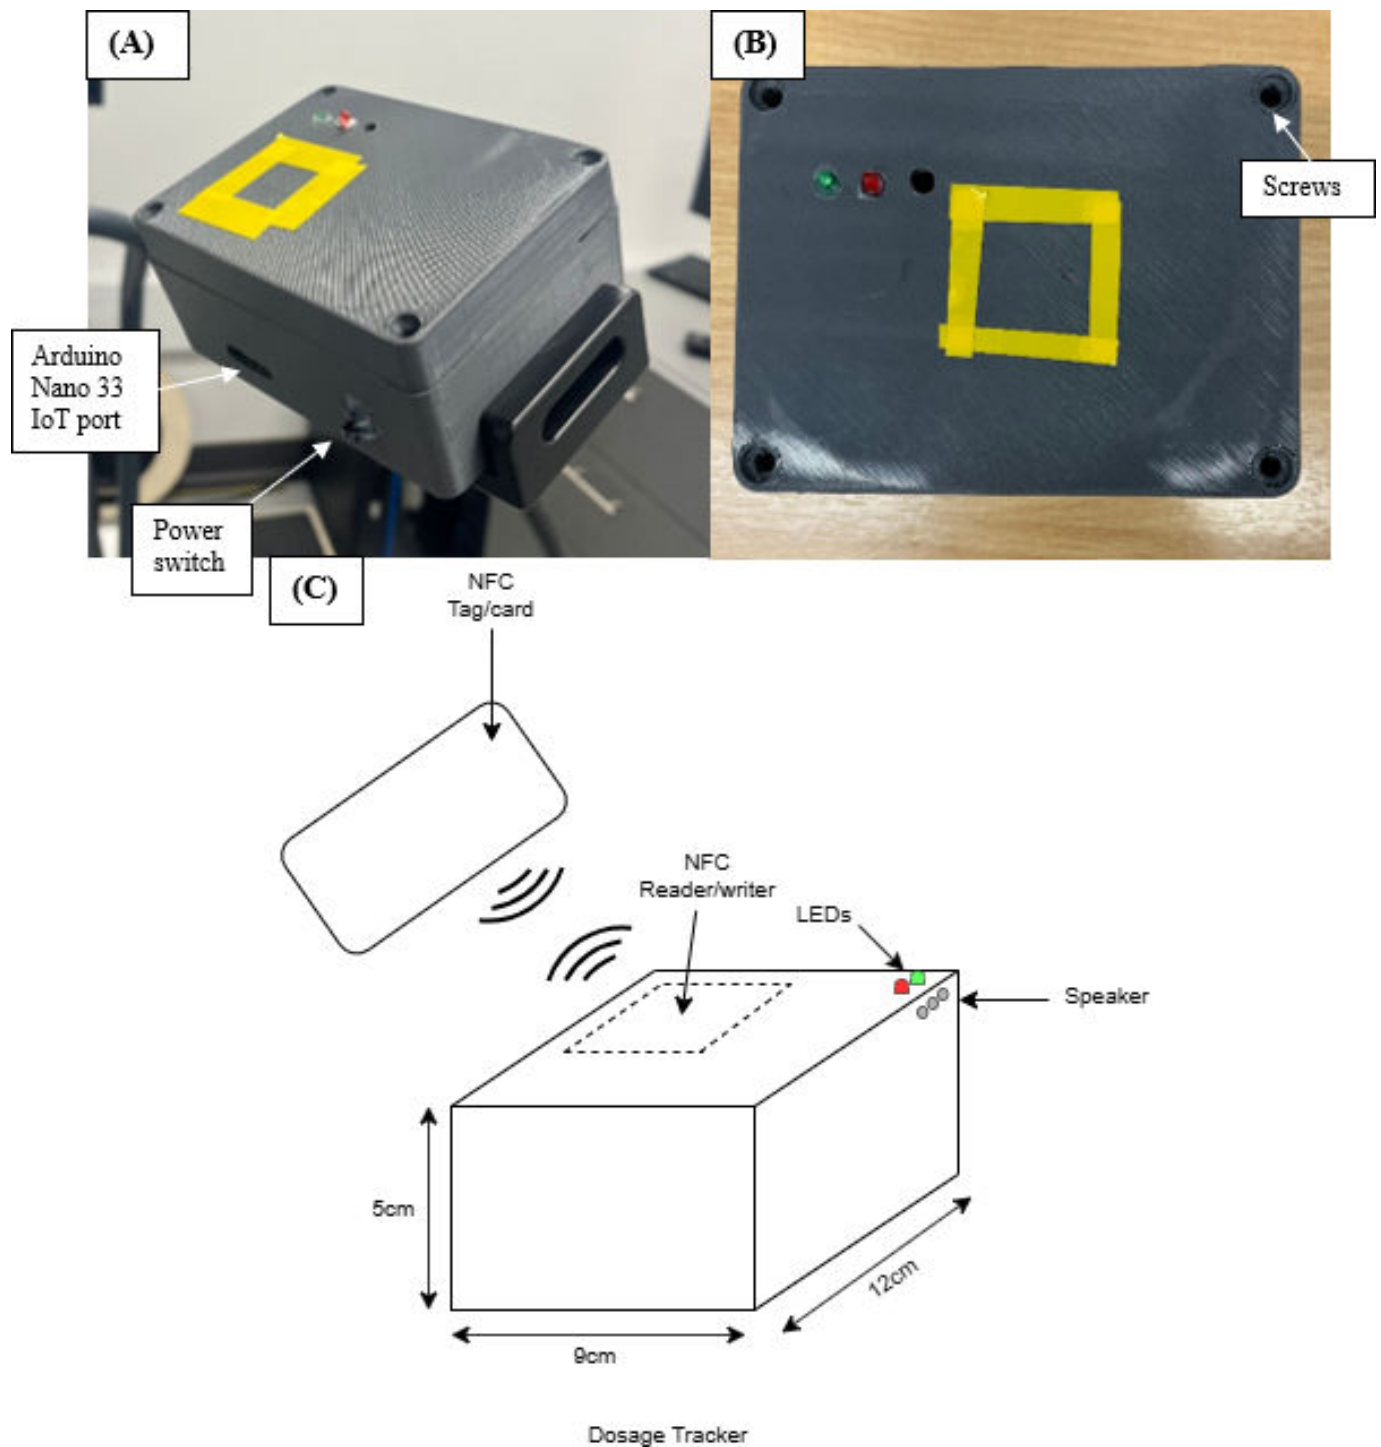 (A)
(B)
Screws
Arduino
Nano 33
IoT port
Power
switch
(C)
NFC
Tag/card
NFC
Reader/writer
LEDs
Speaker
5cm
12cm
9cm
Dosage Tracker